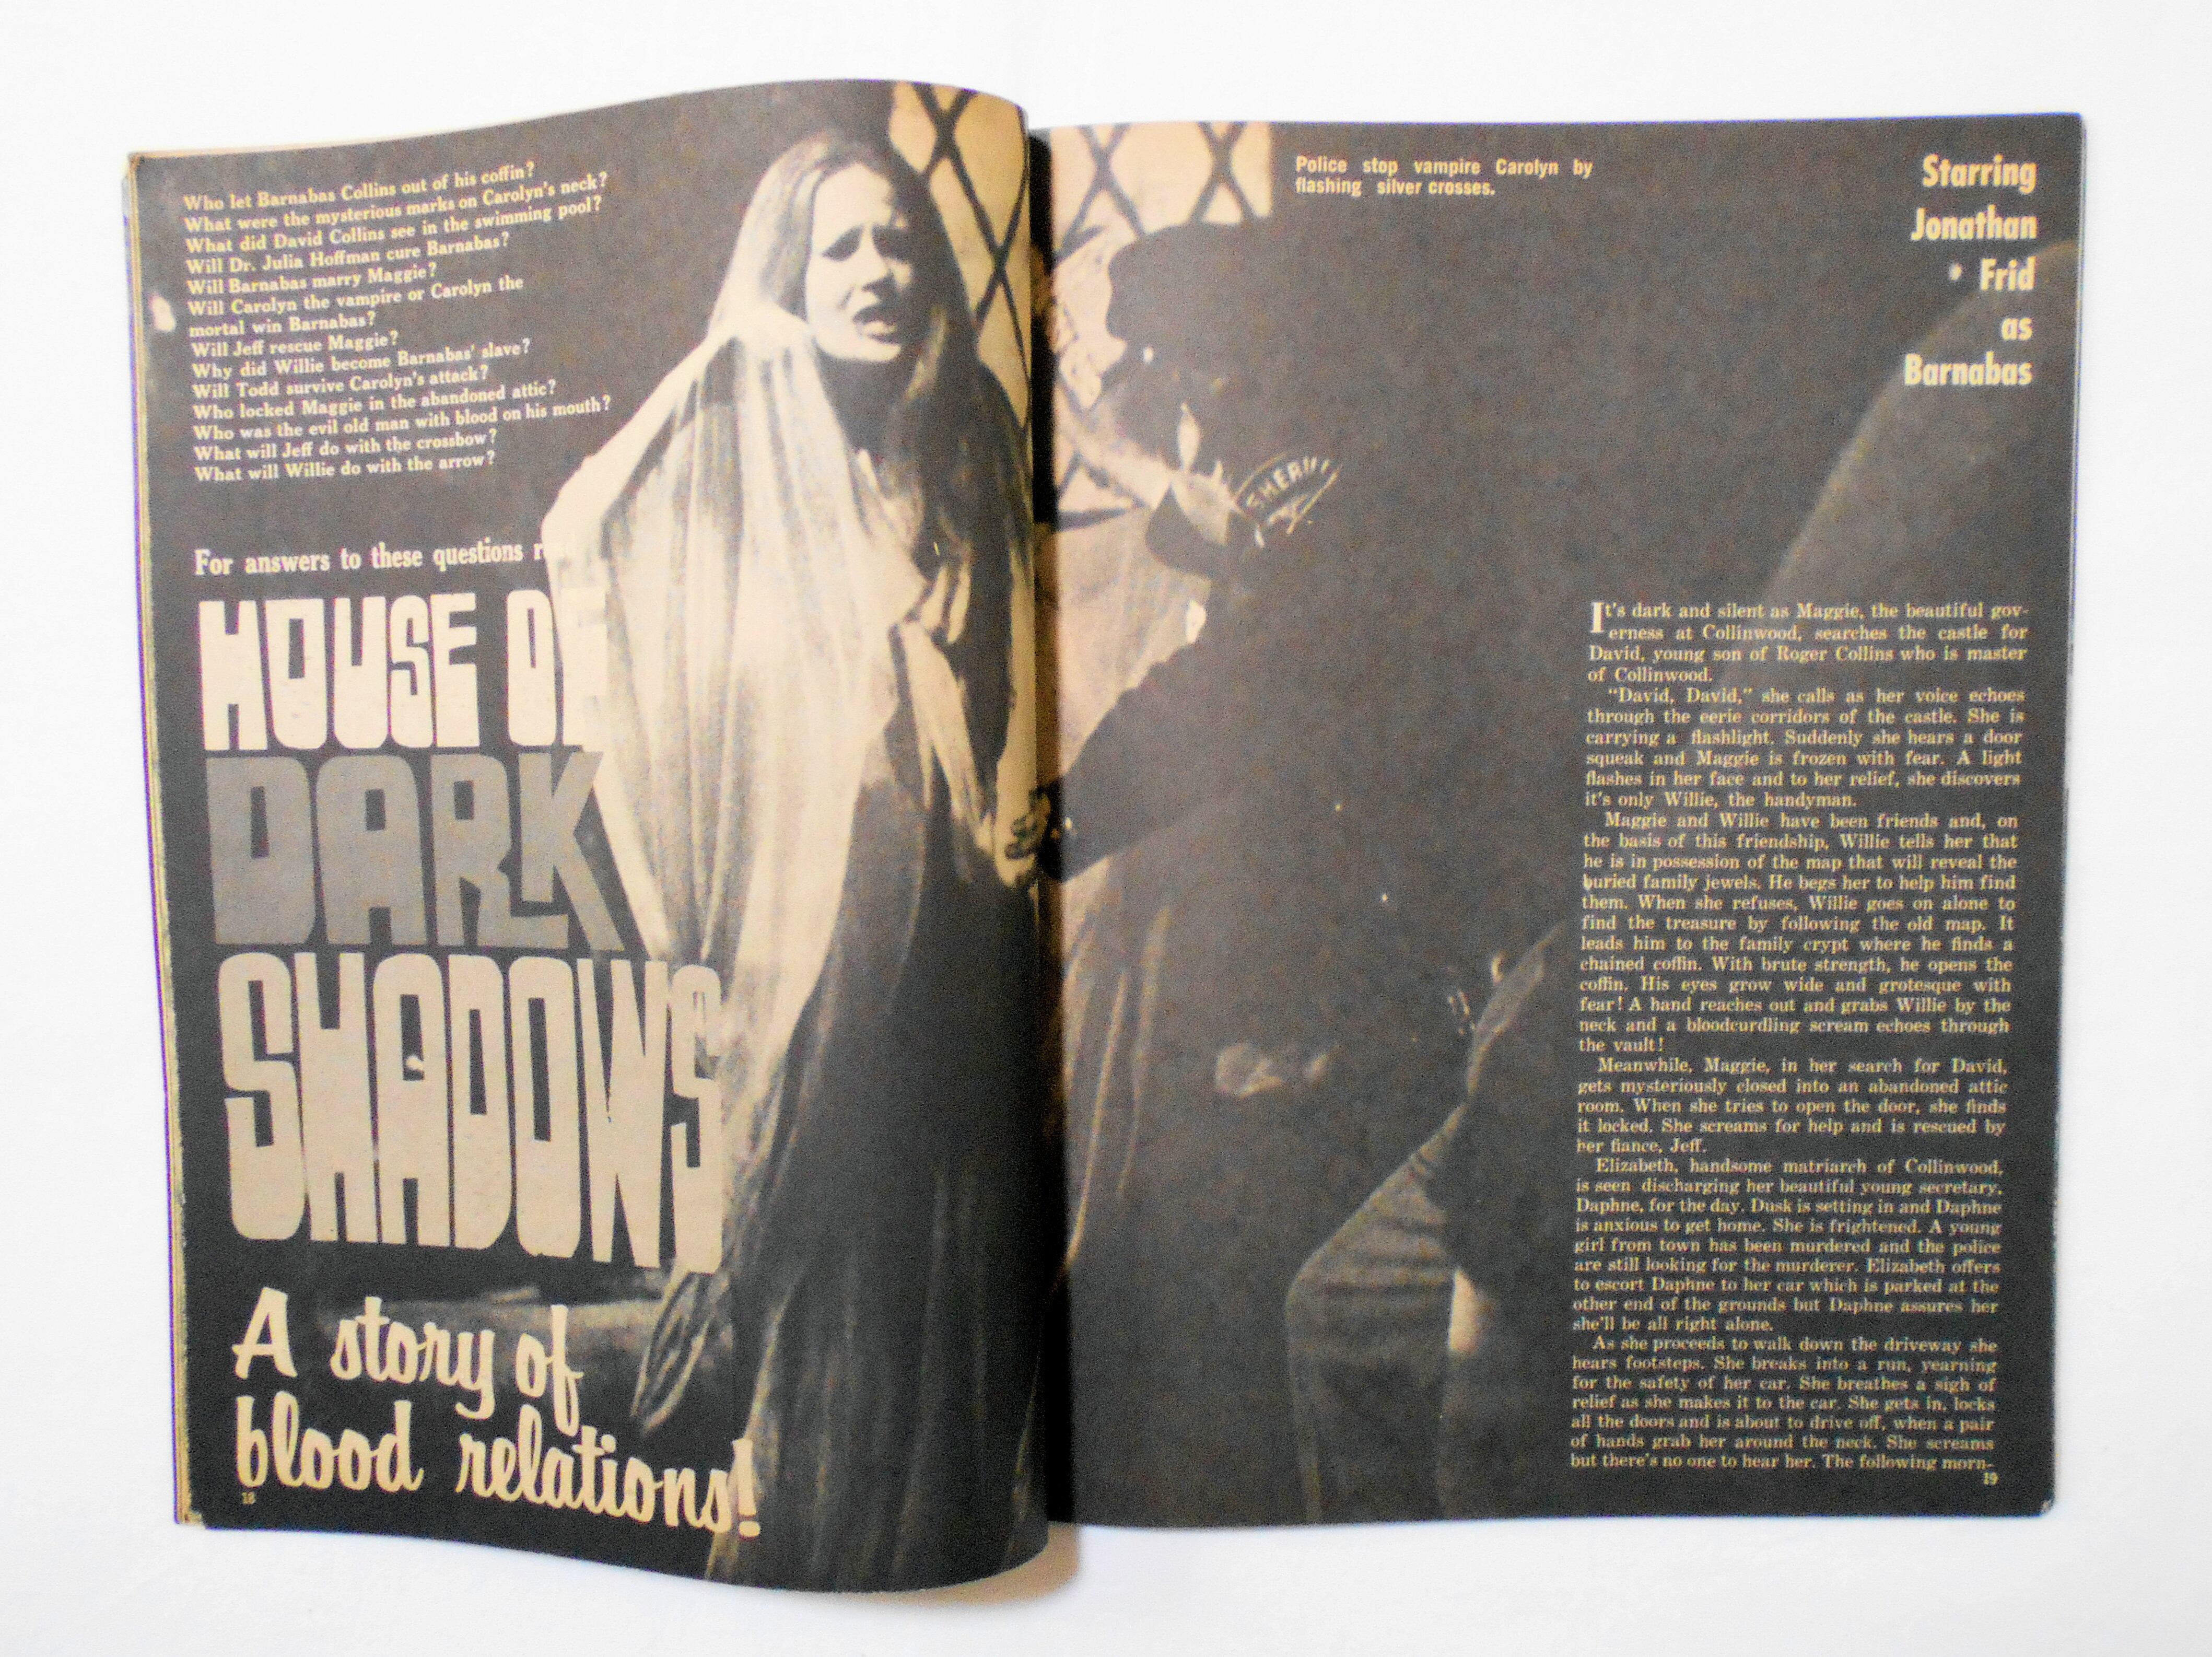 Who let Barnabas Collins out of his coffin?
What were the mysterious marks on Carolyn's neck?
What did David Collins see in the swimming pool?
Will Dr. Julia Hoffman cure Barnabas?
Will Barnabas marry Maggie?
Will Carolyn the vampire or Carolyn the
mortal win Barnabas?
Will Jeff rescue Maggie?
Why did Willie become Barnabas' slave?
Will Todd survive Carolyn's attack?
Who locked Maggie in the abandoned attic?
Who was the evil old man with blood on his mouth?
What will Jeff do with the crossbow?
What will Willie do with the arrow?
For answers to these questions
HOUSE OF
DARK
SHADOWS
A story of
blood relations!
18
Police stop vampire Carolyn by
flashing silver crosses.
Starring
Jonathan
Frid
as
Barnabas
SHERIFF
It's dark and silent as Maggie, the beautiful gov-
erness at Collinwood, searches the castle for
David, young son of Roger Collins who is master
of Collinwood.
"David, David," she calls as her voice echoes
through the eerie corridors of the castle. She is
carrying a flashlight. Suddenly she hears a door
squeak and Maggie is frozen with fear. A light
flashes in her face and to her relief, she discovers
it's only Willie, the handyman.
Maggie and Willie have been friends and, on
the basis of this friendship, Willie tells her that
he is in possession of the map that will reveal the
buried family jewels. He begs her to help him find
them. When she refuses, Willie goes on alone to
find the treasure by following the old map. It
leads him to the family crypt where he finds a
chained coffin. With brute strength, he opens the
coffin. His eyes grow wide and grotesque with
fear! A hand reaches out and grabs Willie by the
neck and a bloodcurdling scream echoes through
the vault!
Meanwhile, Maggie, in her search for David,
gets mysteriously closed into an abandoned attic
room. When she tries to open the door, she finds
it locked. She screams for help and is rescued by
her fiance, Jeff.
Elizabeth, handsome matriarch of Collinwood,
is seen discharging her beautiful young secretary,
Daphne, for the day. Dusk is setting in and Daphne
is anxious to get home. She is frightened. A young
girl from town has been murdered and the police
are still looking for the murderer. Elizabeth offers
to escort Daphne to her car which is parked at the
other end of the grounds but Daphne assures her
she'll be all right alone.
As she proceeds to walk down the driveway she
hears footsteps. She breaks into a run, yearning
for the safety of her car. She breathes a sigh of
relief as she makes it to the car. She gets in, locks
all the doors and is about to drive off, when a pair
of hands grab her around the neck. She screams
but there's no one to hear her. The following morn-
19